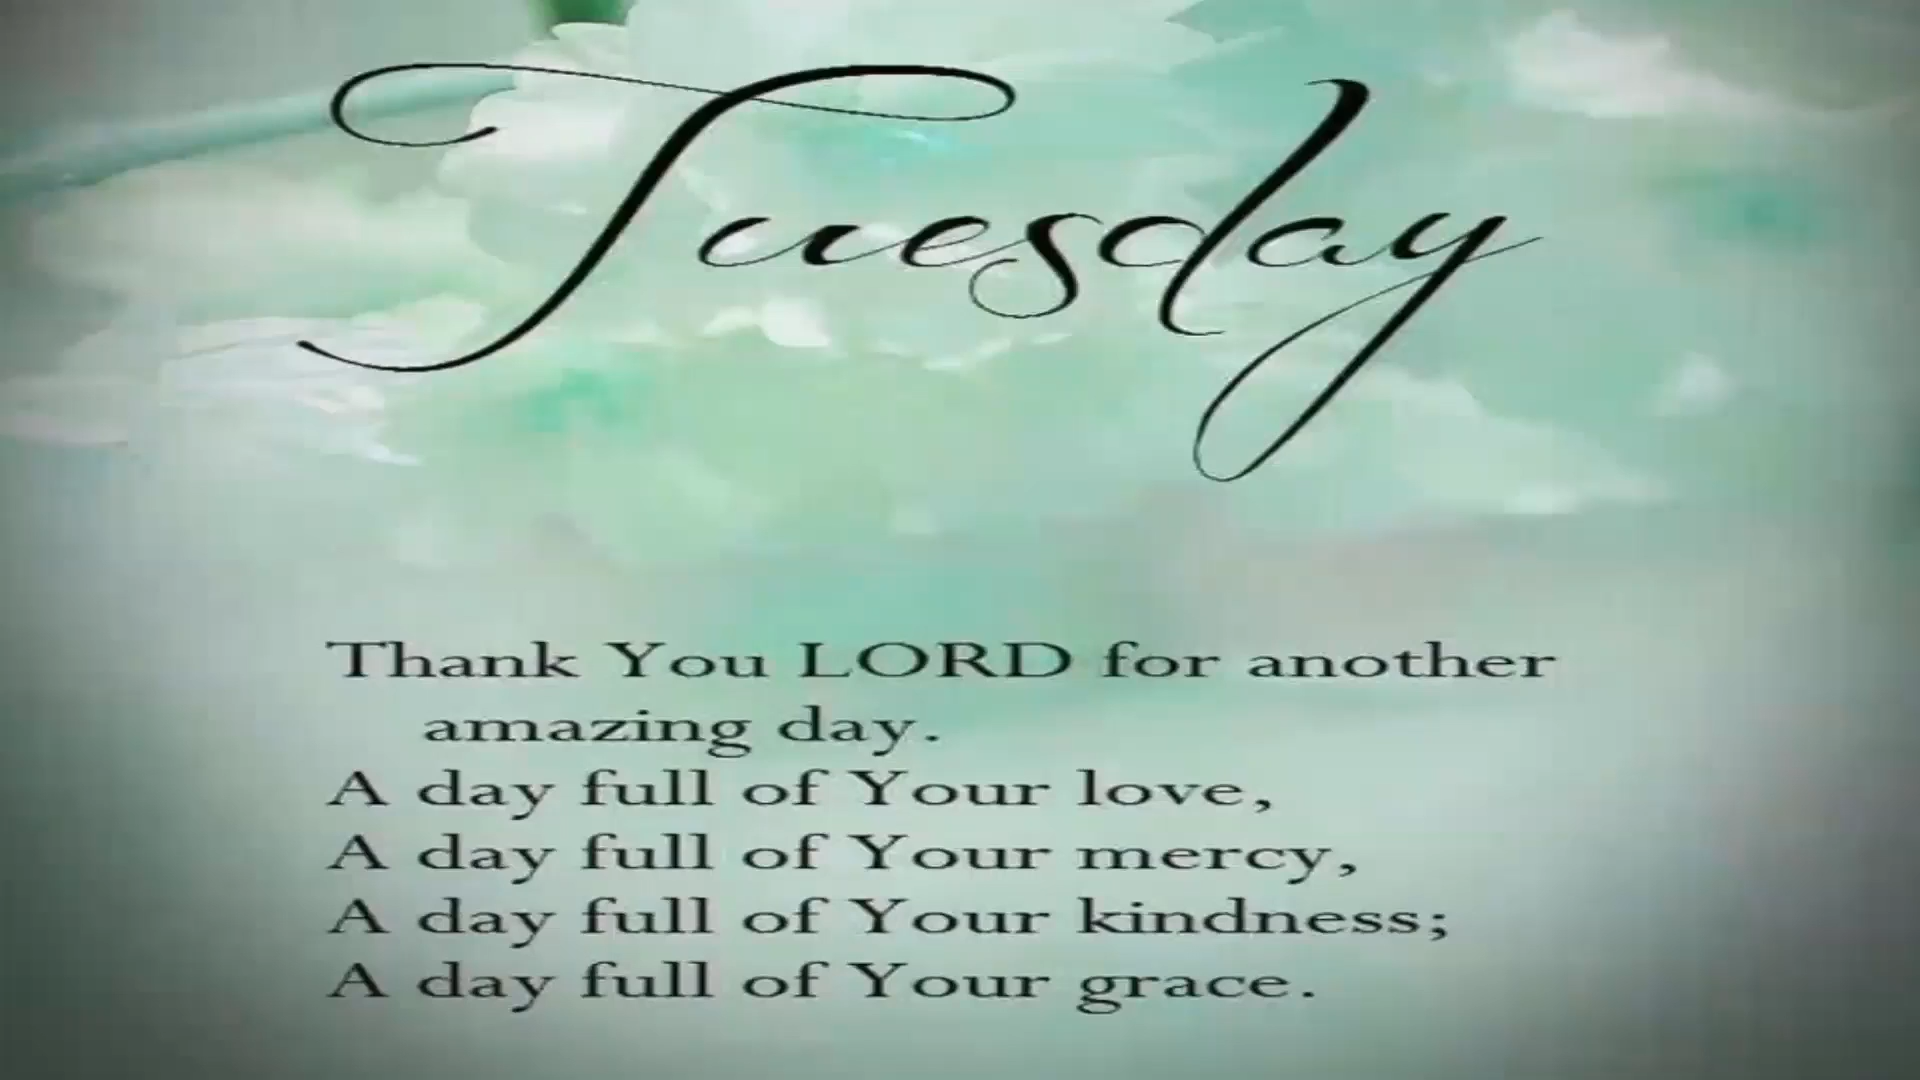 Tuesday
Thank You LORD for another
amazing day.
A day full of Your love,
A day full of Your mercy,
A day full of Your kindness;
A day full of Your grace.